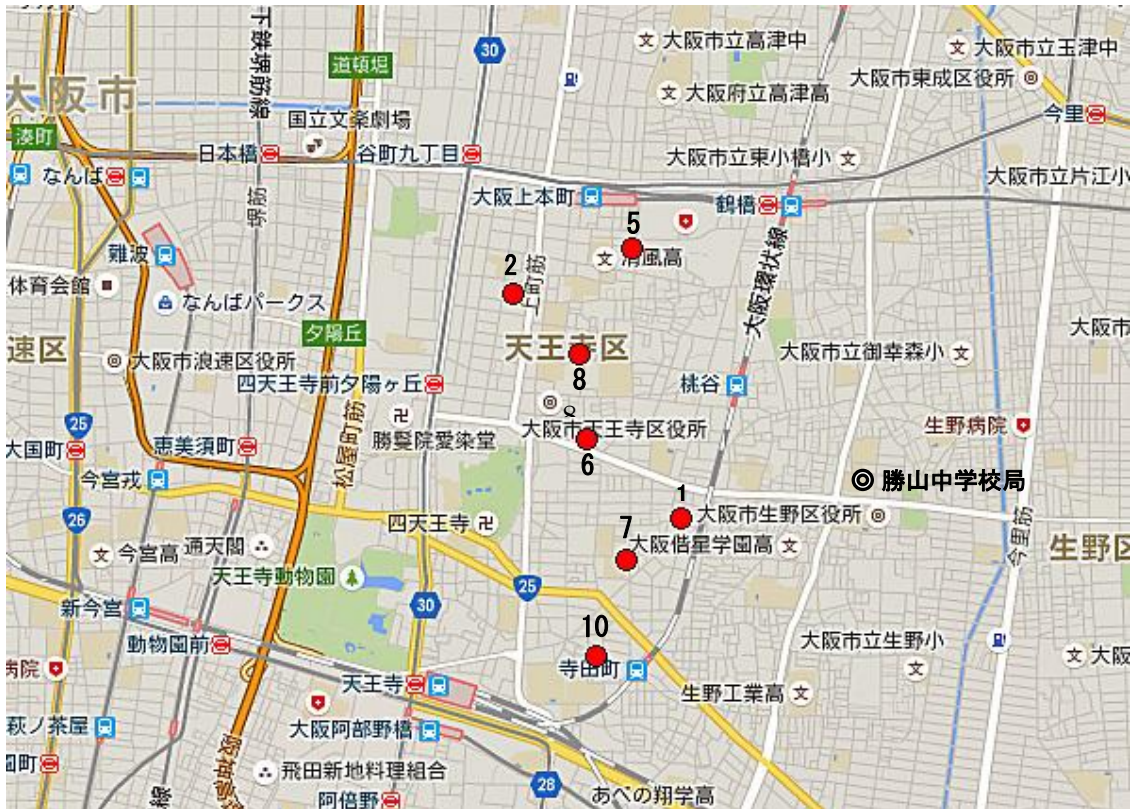 大阪市立高津中
大阪市立玉津中
30
下鉄堺筋線
道頓堀
大阪市東成区役所
大阪府立高津高
大阪市
国立文楽劇場
今里
湊町
日本橋
谷町九丁目
大阪市立東小橋小
なんば
大阪上本町
鶴橋
大阪市立片江小
堺筋
5
難波
清風高
2
上町筋
大阪環状線
体育会館
なんばパークス
夕陽丘
大阪市
速区
大阪市浪速区役所
天王寺区
大阪市立御幸森小
8
四天王寺前夕陽ヶ丘
桃谷
25
松屋町筋
勝鬘院愛染堂
大阪市天王寺区役所
生野病院
大国町
恵美須町
6
今宮戎
◎ 勝山中学校局
1
26
四天王寺
大阪市生野区役所
7
今里筋
今宮高
通天閣
大阪偕星学園高
生野区
天王寺動物園
25
新今宮
30
10
動物園前
大阪市立生野小
大阪
病院
寺田町
天王寺
生野工業高
萩ノ茶屋
大阪阿部野橋
阪神高
飛田新地料理組合
28
線
阿倍野
あべの翔学高